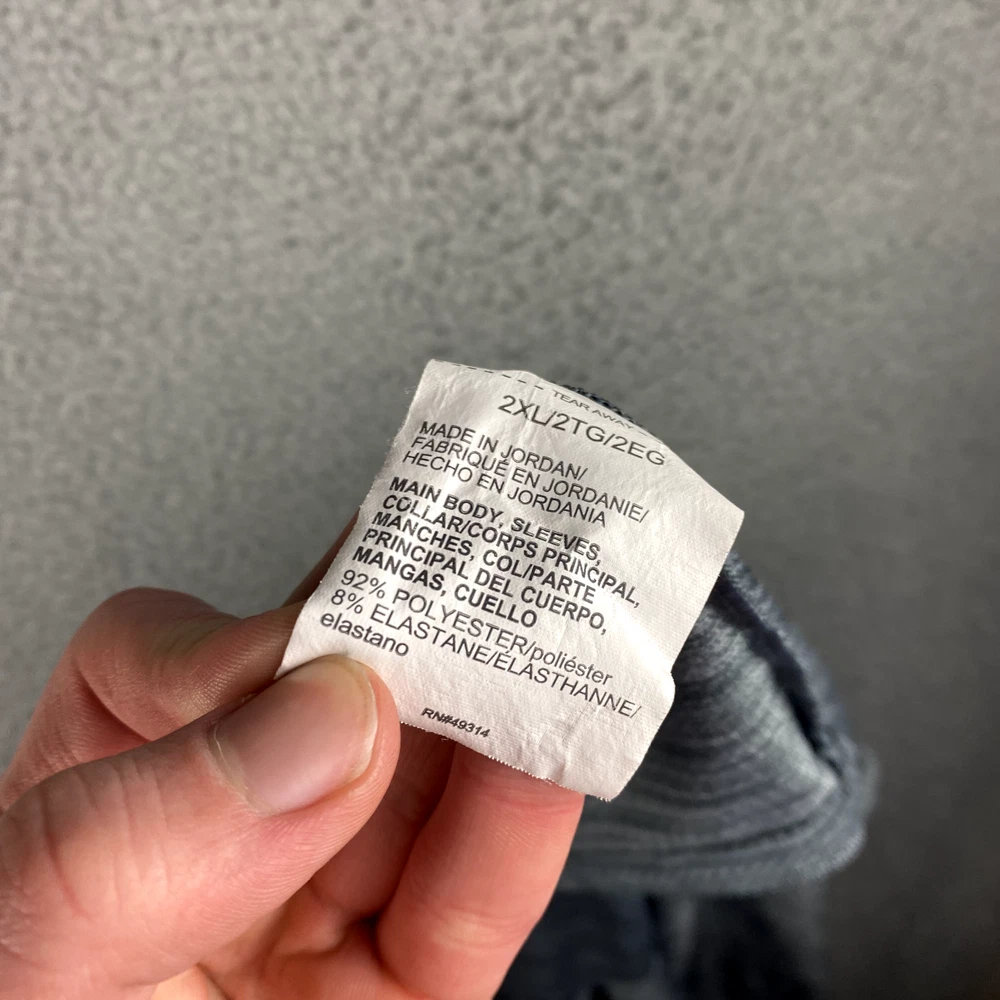 TEAR AWAY
2XL/2TG/2EG
MADE IN JORDAN/
FABRIQUÉ EN JORDANIE/
HECHO EN JORDANIA
MAIN BODY, SLEEVES,
COLLAR/CORPS PRINCIPAL,
MANCHES, COL/PARTE
PRINCIPAL DEL CUERPO,
MANGAS, CUELLO
92% POLYESTER/poliéster
8% ELASTANE/ÉLASTHANNE/
elastano
RN#49314